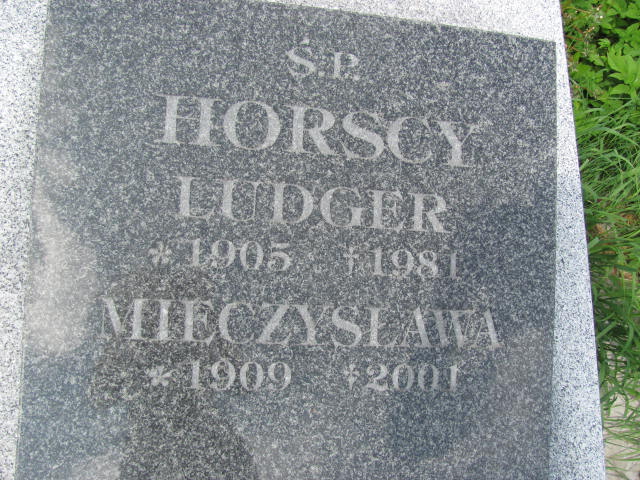 Ś.P.
HORSCY
LUDGER
*1905 †1981
MIECZYSŁAWA
*1909 †2001